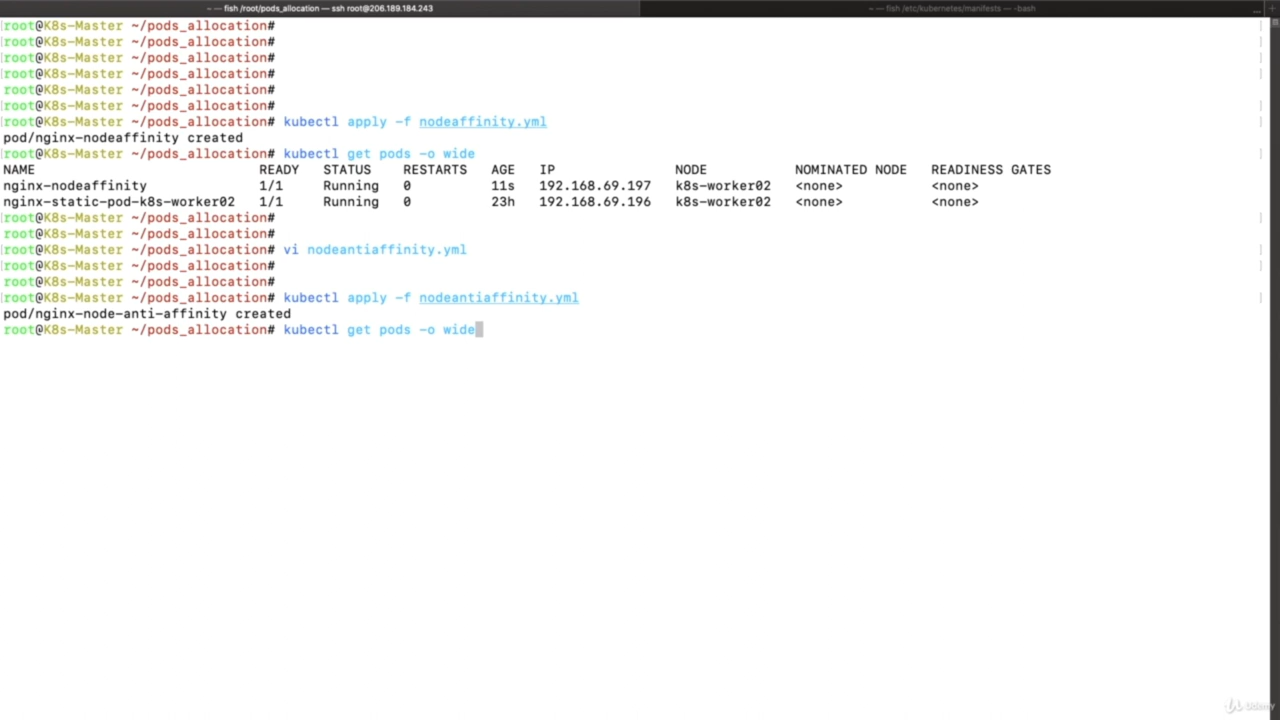 ~ — fish /root/pods_allocation — ssh root@206.189.184.243
~ — fish /etc/kubernetes/manifests — -bash
root@K8s-Master ~/pods_allocation#
root@K8s-Master ~/pods_allocation#
root@K8s-Master ~/pods_allocation#
root@K8s-Master ~/pods_allocation#
root@K8s-Master ~/pods_allocation#
root@K8s-Master ~/pods_allocation#
root@K8s-Master ~/pods_allocation# kubectl apply -f nodeaffinity.yml
pod/nginx-nodeaffinity created
root@K8s-Master ~/pods_allocation# kubectl get pods -o wide
NAME READY STATUS RESTARTS AGE IP NODE NOMINATED NODE READINESS GATES
nginx-nodeaffinity 1/1 Running 0 11s 192.168.69.197 k8s-worker02 <none> <none>
nginx-static-pod-k8s-worker02 1/1 Running 0 23h 192.168.69.196 k8s-worker02 <none> <none>
root@K8s-Master ~/pods_allocation#
root@K8s-Master ~/pods_allocation#
root@K8s-Master ~/pods_allocation# vi nodeantiaffinity.yml
root@K8s-Master ~/pods_allocation#
root@K8s-Master ~/pods_allocation#
root@K8s-Master ~/pods_allocation# kubectl apply -f nodeantiaffinity.yml
pod/nginx-node-anti-affinity created
root@K8s-Master ~/pods_allocation# kubectl get pods -o wide
Udemy